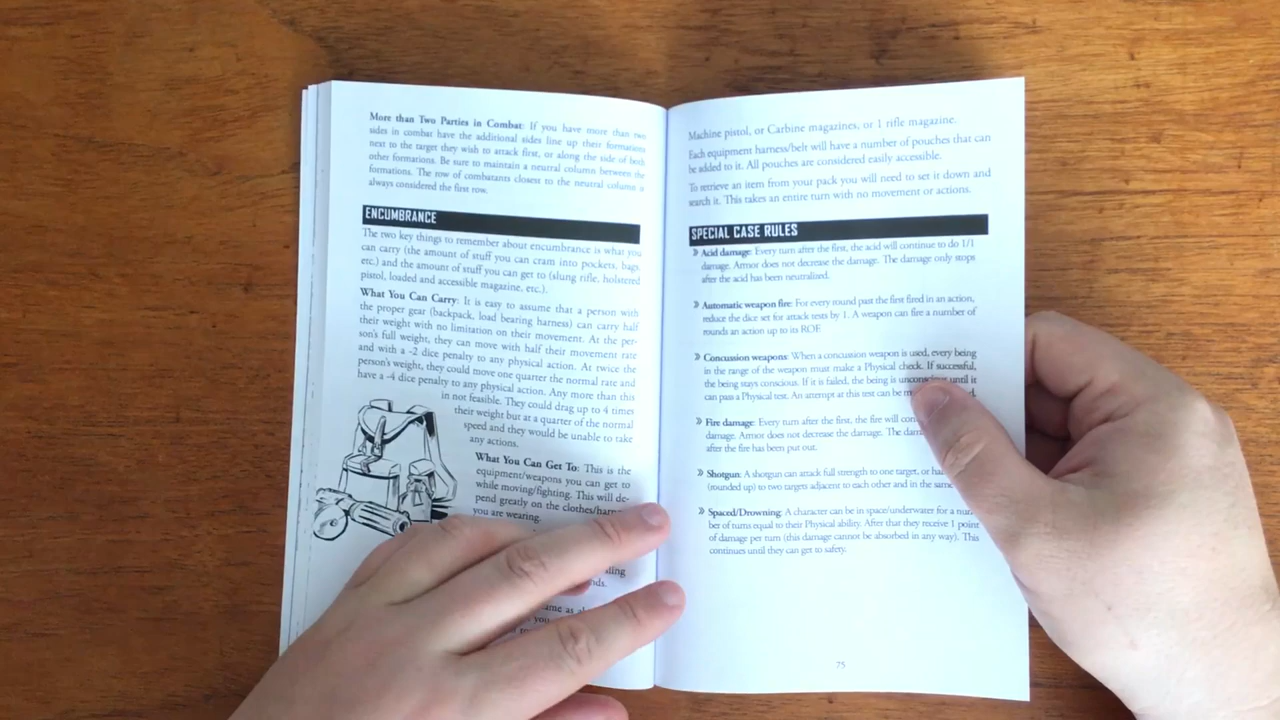 More than Two Parties in Combat: If you have more than two
sides in combat have the additional sides line up their formations
next to the target they wish to attack first, or along the side of both
other formations. Be sure to maintain a neutral column between the
formations. The row of combatants closest to the neutral column is
always considered the first row.
ENCUMBRANCE
The two key things to remember about encumbrance is what you
can carry (the amount of stuff you can cram into pockets, bags,
etc.) and the amount of stuff you can get to (slung rifle, holstered
pistol, loaded and accessible magazine, etc.).
What You Can Carry: It is easy to assume that a person with
the proper gear (backpack, load bearing harness) can carry half
their weight with no limitation on their movement. At the per-
son's full weight, they can move with half their movement rate
and with a -2 dice penalty to any physical action. At twice the
person's weight, they could move one quarter the normal rate and
have a -4 dice penalty to any physical action. Any more than this
in not feasible. They could drag up to 4 times
their weight but at a quarter of the normal
speed and they would be unable to take
any actions.
What You Can Get To: This is the
equipment/weapons you can get to
while moving/fighting. This will de-
pend greatly on the clothes/harn
you are wearing.
ame as
you
Machine pistol, or Carbine magazines, or 1 rifle magazine.
Each equipment harness/belt will have a number of pouches that can
be added to it. All pouches are considered easily accessible.
To retrieve an item from your pack you will need to set it down and
search it. This takes an entire turn with no movement or actions.
SPECIAL CASE RULES
» Acid damage: Every turn after the first, the acid will continue to do 1/1
damage. Armor does not decrease the damage. The damage only stops
after the acid has been neutralized.
» Automatic weapon fire: For every round past the first fired in an action,
reduce the dice set for attack tests by 1. A weapon can fire a number of
rounds an action up to its ROF.
» Concussion weapons: When a concussion weapon is used, every being
in the range of the weapon must make a Physical check. If successful,
the being stays conscious. If it is failed, the being is unconscious until it
can pass a Physical test. An attempt at this test can be
» Fire damage: Every turn after the first, the fire will con
damage. Armor does not decrease the damage. The dam
after the fire has been put out.
» Shotgun: A shotgun can attack full strength to one target, or ha
(rounded up) to two targets adjacent to each other and in the same
» Spaced/Drowning: A character can be in space/underwater for a num-
ber of turns equal to their Physical ability. After that they receive 1 point
of damage per turn (this damage cannot be absorbed in any way). This
continues until they can get to safety.
75